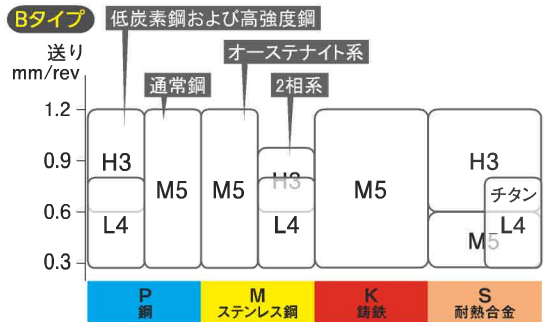 Bタイプ
低炭素鋼および高強度鋼
送り
mm/rev
オーステナイト系
通常鋼
2相系
1.2
0.9
0.6
0.3
H3
L4
M5
M5
H3
L4
M5
H3
M5
チタン
L4
P
鋼
M
ステンレス鋼
K
鋳鉄
S
耐熱合金